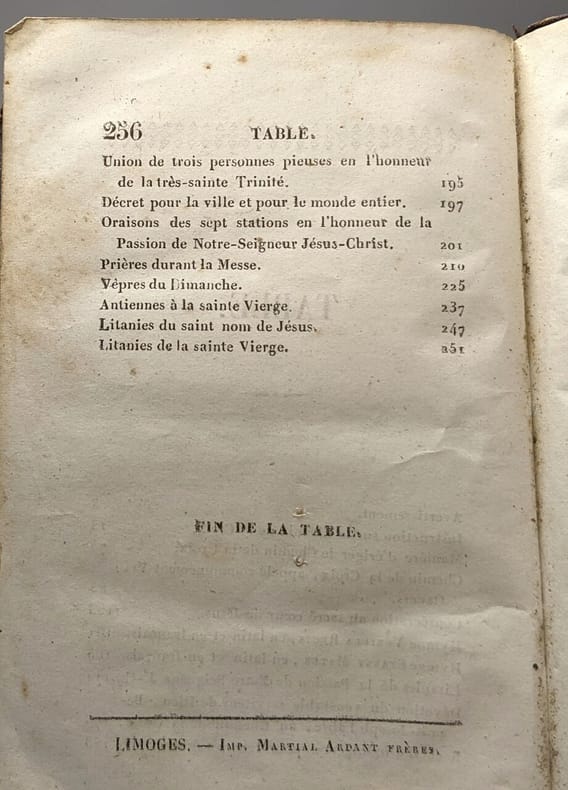 256 TABLE.
Union de trois personnes pieuses en l'honneur
de la très-sainte Trinité. 195
Décret pour la ville et pour le monde entier. 197
Oraisons des sept stations en l'honneur de la
Passion de Notre-Seigneur Jésus-Christ. 201
Prières durant la Messe. 210
Vèpres du Dimanche. 225
Antiennes à la sainte Vierge. 237
Litanies du saint nom de Jésus. 247
Litanies de la sainte Vierge. 251
FIN DE LA TABLE.
LIMOGES. — IMP. MARTIAL ARDANT FRÈRES.